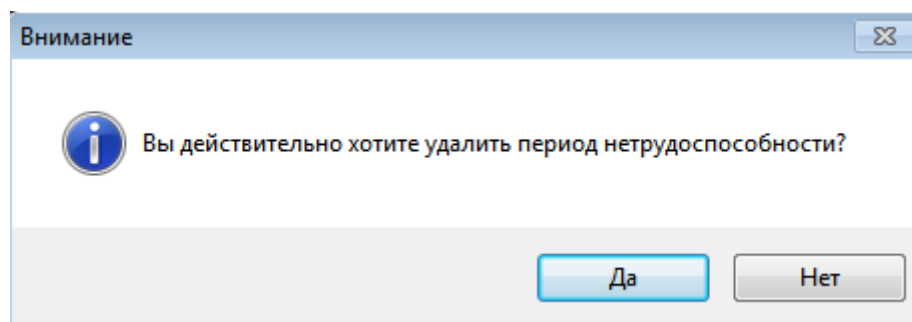 Внимание
Вы действительно хотите удалить период нетрудоспособности?
Да
Нет